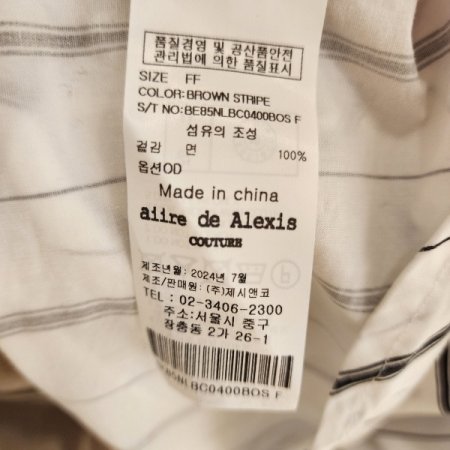 품질경영 및 공산품안전
관리법에 의한 품질표시
SIZE FF
COLOR: BROWN STRIPE
S/T NO: BE85NLBC0400BOS F
섬유의 조성
겉감 면 100%
옵션OD
Made in china
aiire de Alexis
COUTURE
제조년월: 2024년 7월
제조/판매원: (주)제시앤코
TEL : 02-3406-2300
주소:서울시 중구
장충동 2가 26-1
BE85NLBC0400BOS F